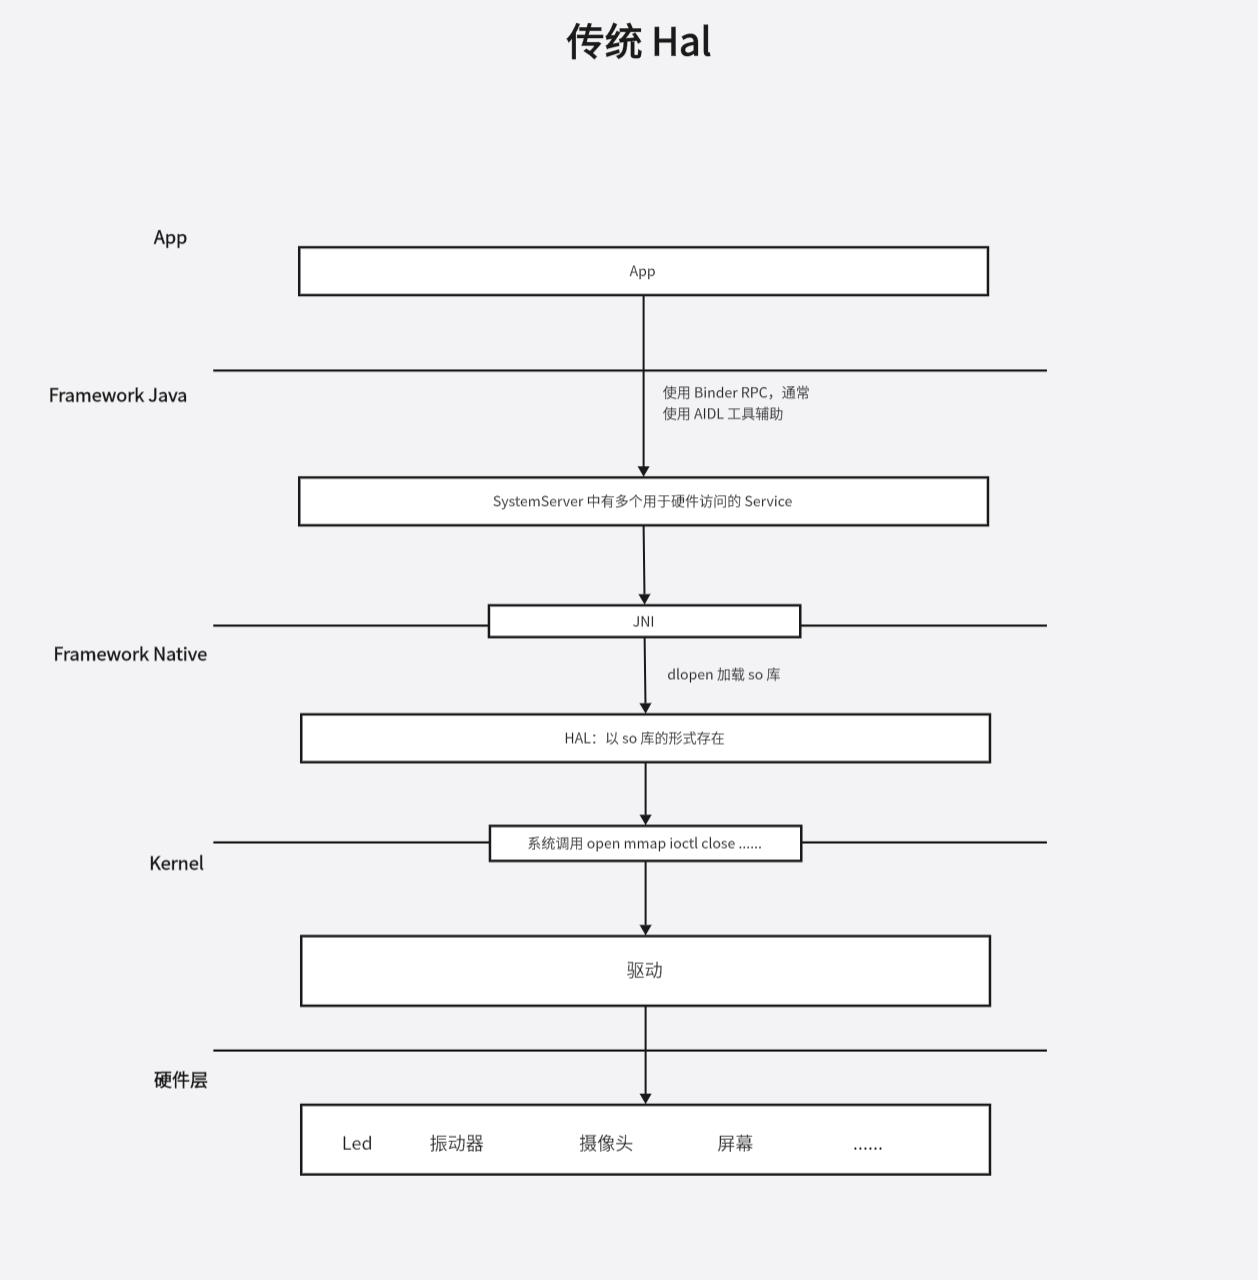 传统 Hal
App
App
Framework Java
使用 Binder RPC，通常
使用 AIDL 工具辅助
SystemServer 中有多个用于硬件访问的 Service
JNI
Framework Native
dlopen 加载 so 库
HAL：以 so 库的形式存在
系统调用 open mmap ioctl close ......
Kernel
驱动
硬件层
Led 振动器 摄像头 屏幕 ......